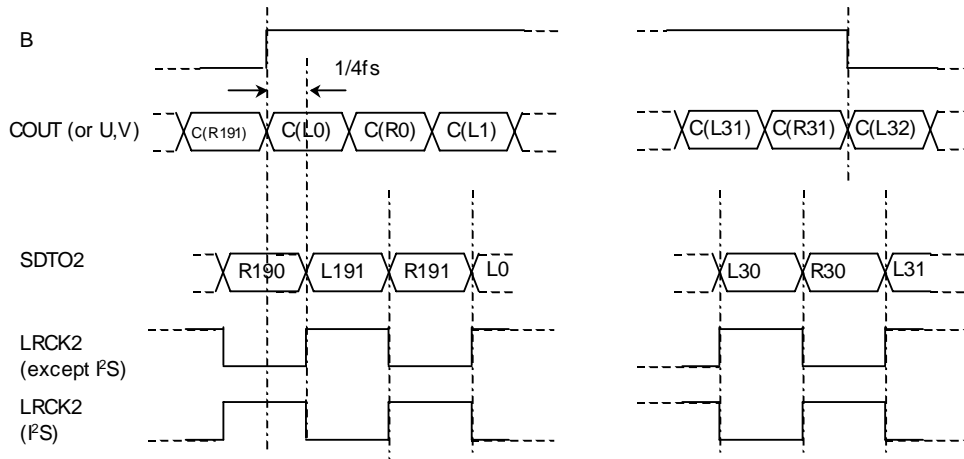 B
1/4fs
COUT (or U,V)
C(R191) C(L0) C(R0) C(L1) C(L31) C(R31) C(L32)
SDTO2
R190 L191 R191 L0 L30 R30 L31
LRCK2
(except I²S)
LRCK2
(I²S)